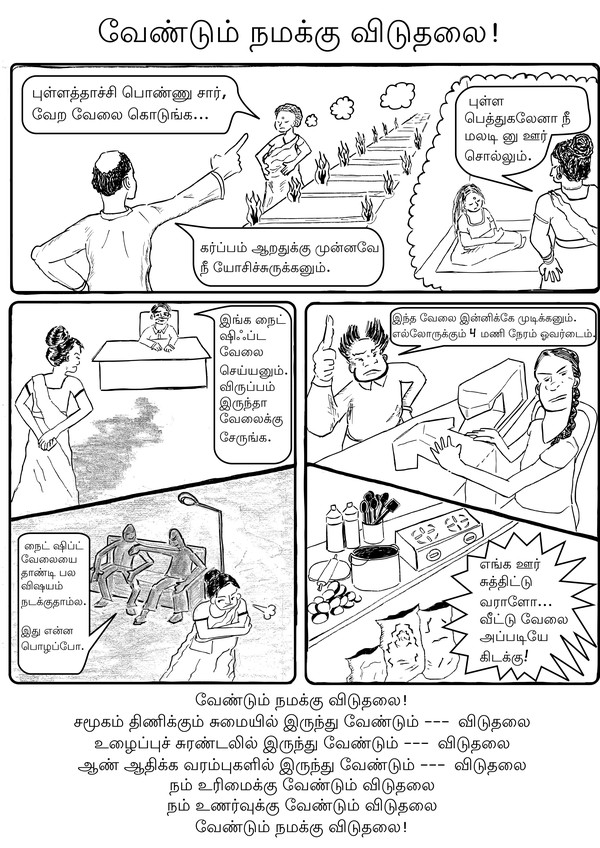 வேண்டும் நமக்கு விடுதலை!
புள்ளத்தாச்சி பொண்ணு சார்,
வேற வேலை கொடுங்க...
கர்ப்பம் ஆறதுக்கு முன்னவே
நீ யோசிச்சுருக்கனும்.
புள்ள
பெத்துகலேனா நீ
மலடி னு ஊர்
சொல்லும்.
இங்க நைட்
ஷிஃப்ட
வேலை
செய்யனும்.
விருப்பம்
இருந்தா
வேலைக்கு
சேருங்க.
இந்த வேலை இன்னிக்கே முடிக்கனும்.
எல்லோருக்கும் 4 மணி நேரம் ஓவர்டைம்.
நைட் ஷிப்ட்
வேலையை
தாண்டி பல
விஷயம்
நடக்குதாம்ல.
இது என்ன
பொழப்போ.
எங்க ஊர்
சுத்திட்டு
வராளோ...
வீட்டு வேலை
அப்படியே
கிடக்கு!
வேண்டும் நமக்கு விடுதலை!
சமூகம் திணிக்கும் சுமையில் இருந்து வேண்டும் --- விடுதலை
உழைப்புச் சுரண்டலில் இருந்து வேண்டும் --- விடுதலை
ஆண் ஆதிக்க வரம்புகளில் இருந்து வேண்டும் --- விடுதலை
நம் உரிமைக்கு வேண்டும் விடுதலை
நம் உணர்வுக்கு வேண்டும் விடுதலை
வேண்டும் நமக்கு விடுதலை!